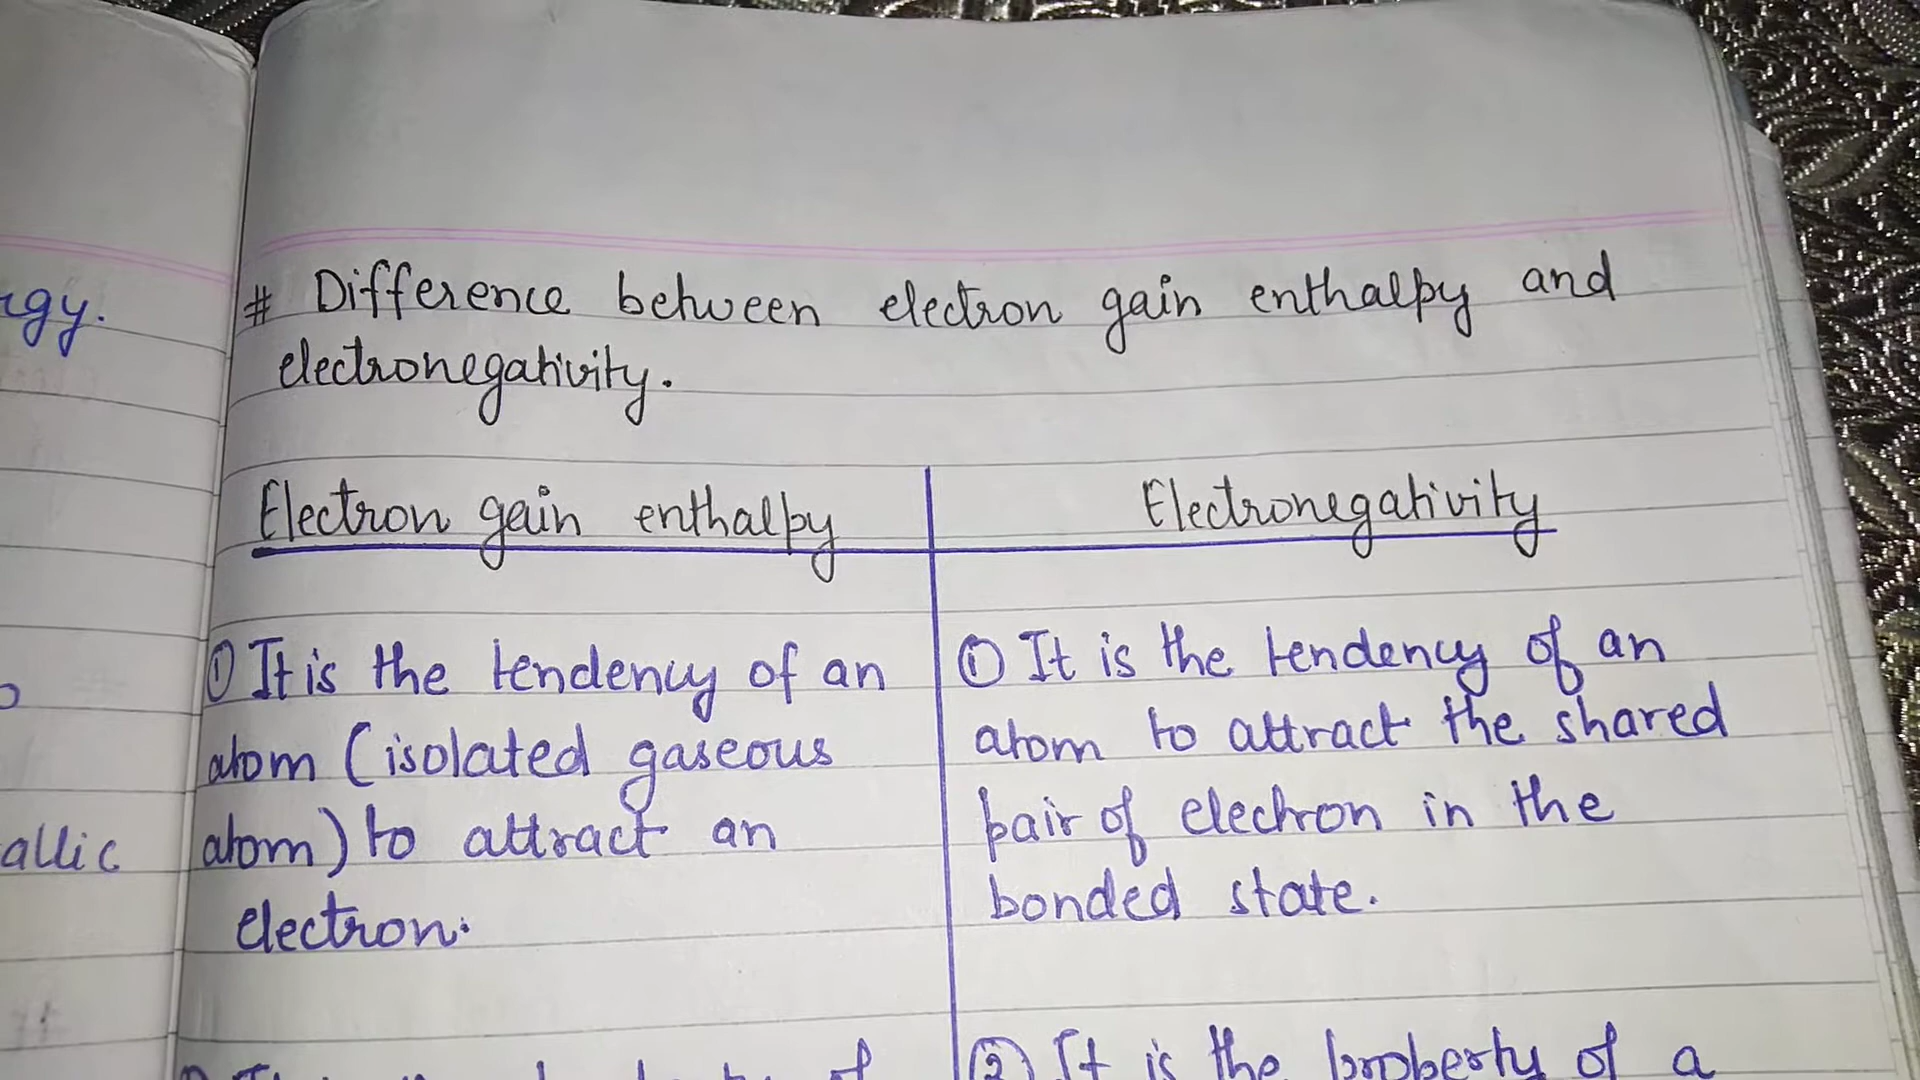 rgy.
allic
# Difference between electron gain enthalpy and
electronegativity.
Electron gain enthalpy
Electronegativity
① It is the tendency of an
atom (isolated gaseous
atom) to attract an
electron.
① It is the tendency of an
atom to attract the shared
pair of electron in the
bonded state.
② It is the property of a